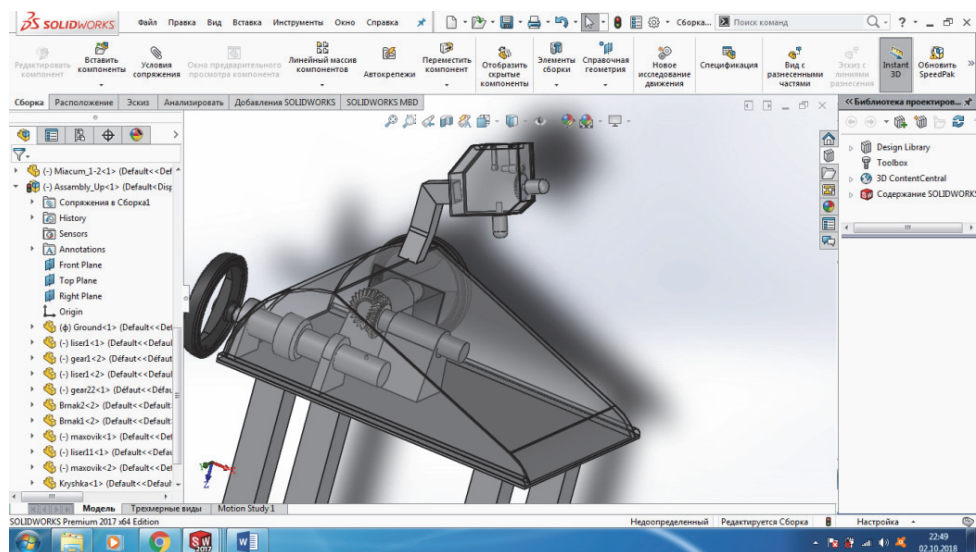 SOLIDWORKS Файл Правка Вид Вставка Инструменты Окно Справка Сборка... Поиск команд
Редактировать компонент
Вставить компоненты
Условия сопряжения
Окно предварительного просмотра компонента
Линейный массив компонентов
Автокрепежи
Переместить компонент
Отобразить скрытые компоненты
Элементы сборки
Справочная геометрия
Новое исследование движения
Спецификация
Вид с разнесенными частями
Эскиз с линиями разнесения
Instant 3D
Обновить SpeedPak
Сборка Расположение Эскиз Анализировать Добавления SOLIDWORKS SOLIDWORKS MBD
(-) Miacum_1-2<1> (Default<<Def
(-) Assembly_Up<1> (Default<Disp
Сопряжения в Сборка1
History
Sensors
Annotations
Front Plane
Top Plane
Right Plane
Origin
(ф) Ground<1> (Default<<Def
(-) liser1<1> (Default<<Defaul
(-) gear1<2> (Défaut<<Défaut
(-) liser1<2> (Default<<Defaul
(-) gear22<1> (Défaut<<Défau
Bmak2<2> (Default<<Default
Bmak1<2> (Default<<Default
(-) maxovik<1> (Default<<Def
(-) liser11<1> (Default<<Defau
(-) maxovik<2> (Default<<Def
Kryshka<1> (Default<<Defaul
Библиотека проектиров...
Design Library
Toolbox
3D ContentCentral
Содержание SOLIDWORKS
Модель Трехмерные виды Motion Study 1
SOLIDWORKS Premium 2017 x64 Edition Недоопределенный Редактируется Сборка Настройка
22:49
02.10.2018